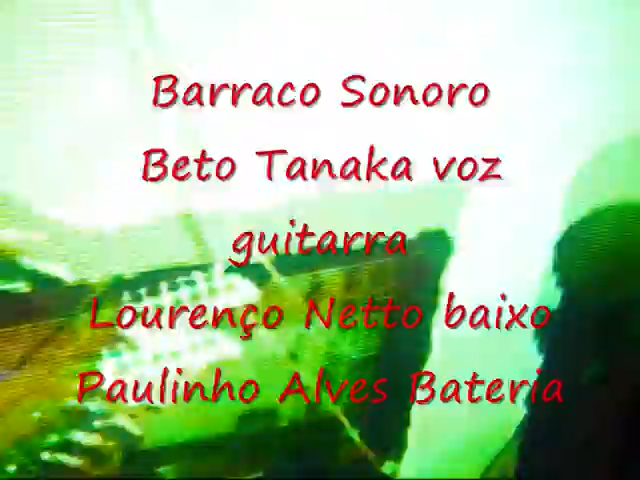 Barraco Sonoro
Beto Tanaka voz
guitarra
Lourenço Netto baixo
Paulinho Alves Bateria